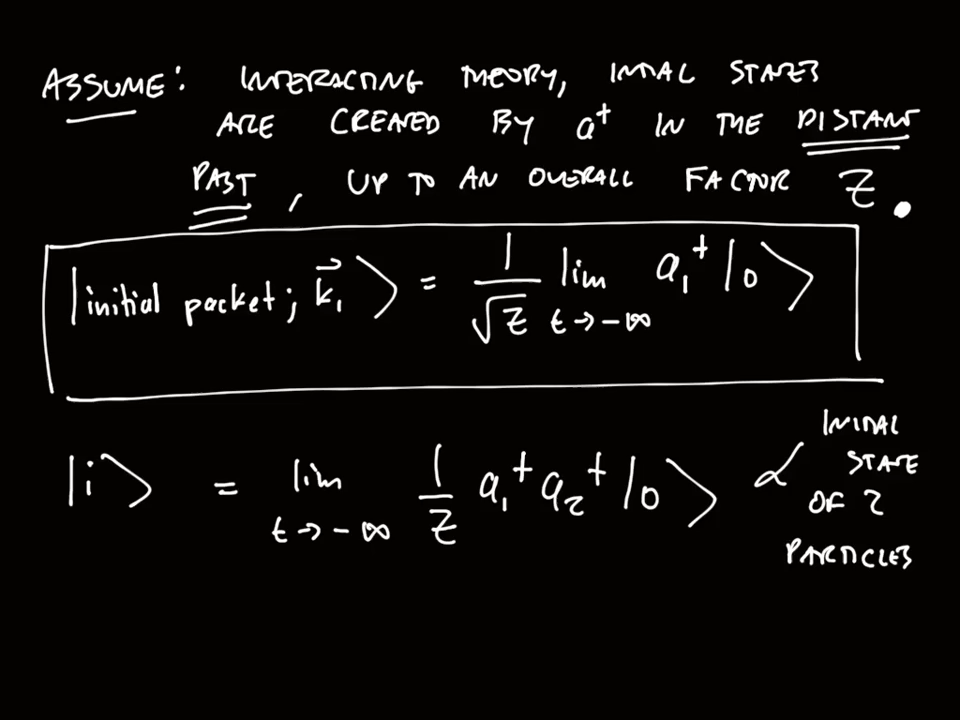 ASSUME: INTERACTING THEORY, INITIAL STATES
ARE CREATED BY a† IN THE DISTANT
PAST, UP TO AN OVERALL FACTOR Z.
|initial packet; k⃗₁⟩ = 1/√Z lim t→-∞ a₁† |0⟩
|i⟩ = lim t→-∞ 1/Z a₁† a₂† |0⟩
INITIAL
STATE
OF 2
PARTICLES